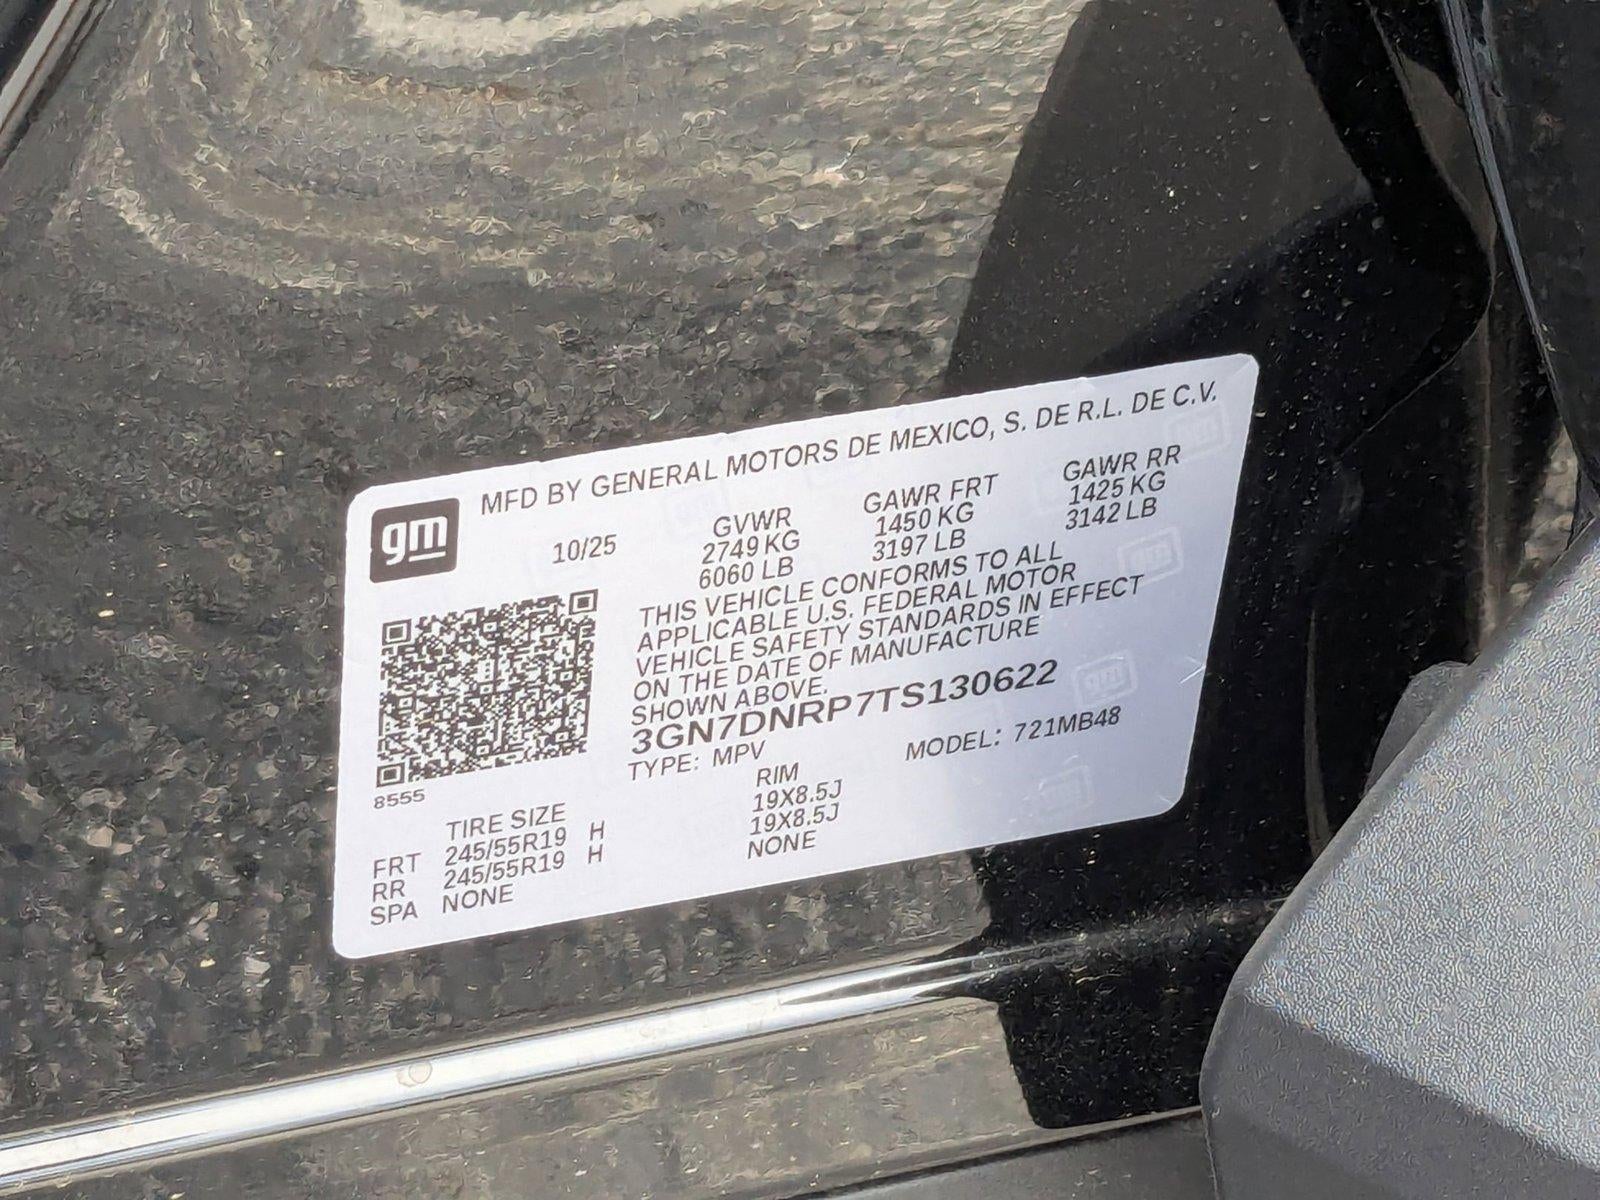 gm
MFD BY GENERAL MOTORS DE MEXICO, S. DE R.L. DE C.V.
10/25
GVWR GAWR FRT GAWR RR
2749 KG 1450 KG 1425 KG
6060 LB 3197 LB 3142 LB
THIS VEHICLE CONFORMS TO ALL
APPLICABLE U.S. FEDERAL MOTOR
VEHICLE SAFETY STANDARDS IN EFFECT
ON THE DATE OF MANUFACTURE
SHOWN ABOVE.
3GN7DNRP7TS130622
TYPE: MPV MODEL: 721MB48
8555
TIRE SIZE RIM
FRT 245/55R19 H 19X8.5J
RR 245/55R19 H 19X8.5J
SPA NONE NONE